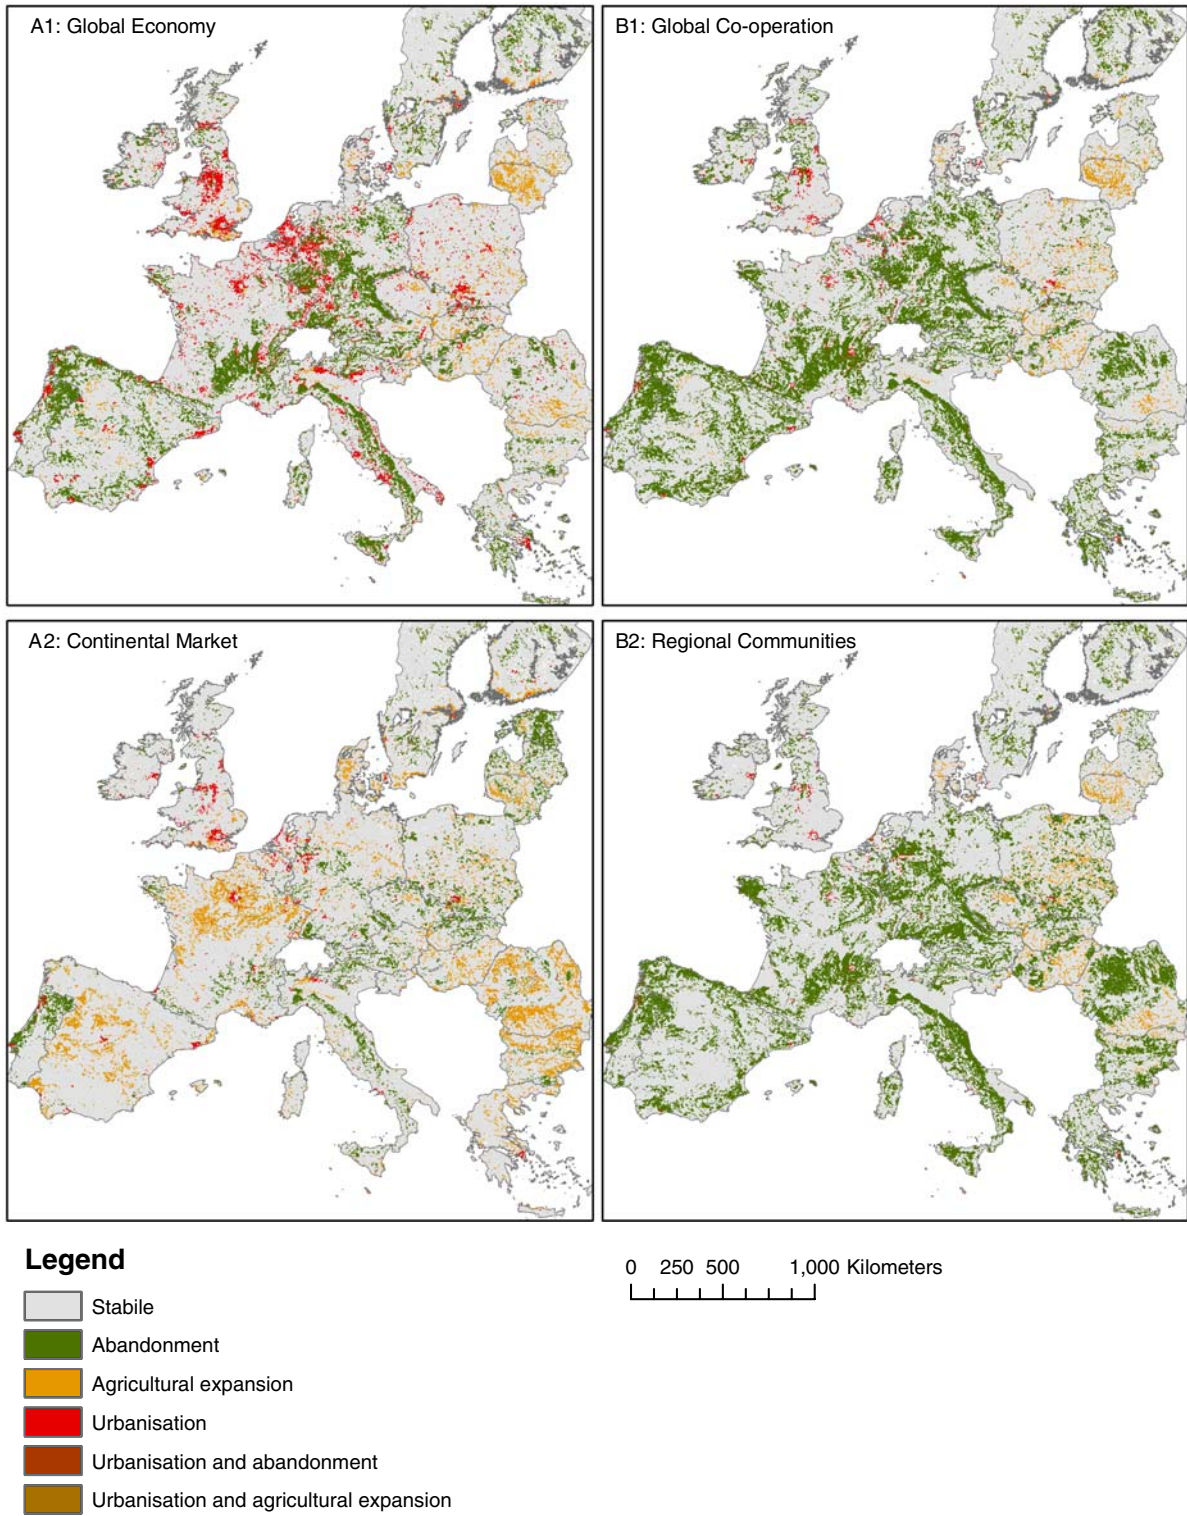 A1: Global Economy
B1: Global Co-operation
A2: Continental Market
B2: Regional Communities
Legend
Stabile
Abandonment
Agricultural expansion
Urbanisation
Urbanisation and abandonment
Urbanisation and agricultural expansion
0 250 500 1,000 Kilometers